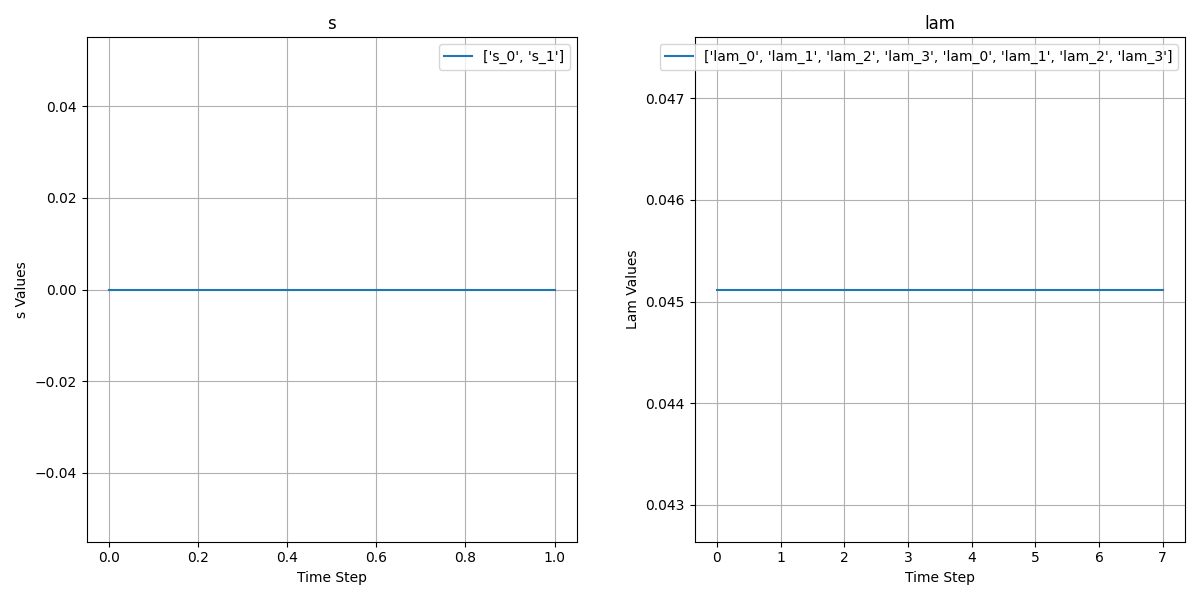 s
['s_0', 's_1']
0.04
0.02
0.00
−0.02
−0.04
s Values
0.0 0.2 0.4 0.6 0.8 1.0
Time Step
lam
['lam_0', 'lam_1', 'lam_2', 'lam_3', 'lam_0', 'lam_1', 'lam_2', 'lam_3']
0.047
0.046
0.045
0.044
0.043
Lam Values
0 1 2 3 4 5 6 7
Time Step